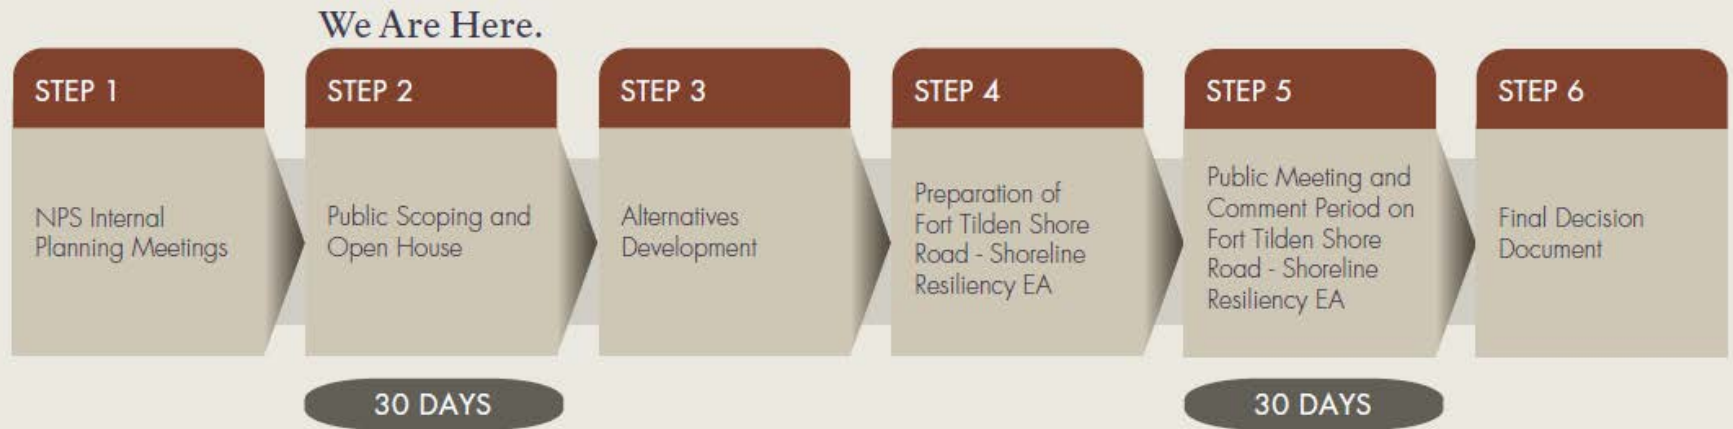 We Are Here.
STEP 1
NPS Internal
Planning Meetings
STEP 2
Public Scoping and
Open House
30 DAYS
STEP 3
Alternatives
Development
STEP 4
Preparation of
Fort Tilden Shore
Road - Shoreline
Resiliency EA
STEP 5
Public Meeting and
Comment Period on
Fort Tilden Shore
Road - Shoreline
Resiliency EA
30 DAYS
STEP 6
Final Decision
Document